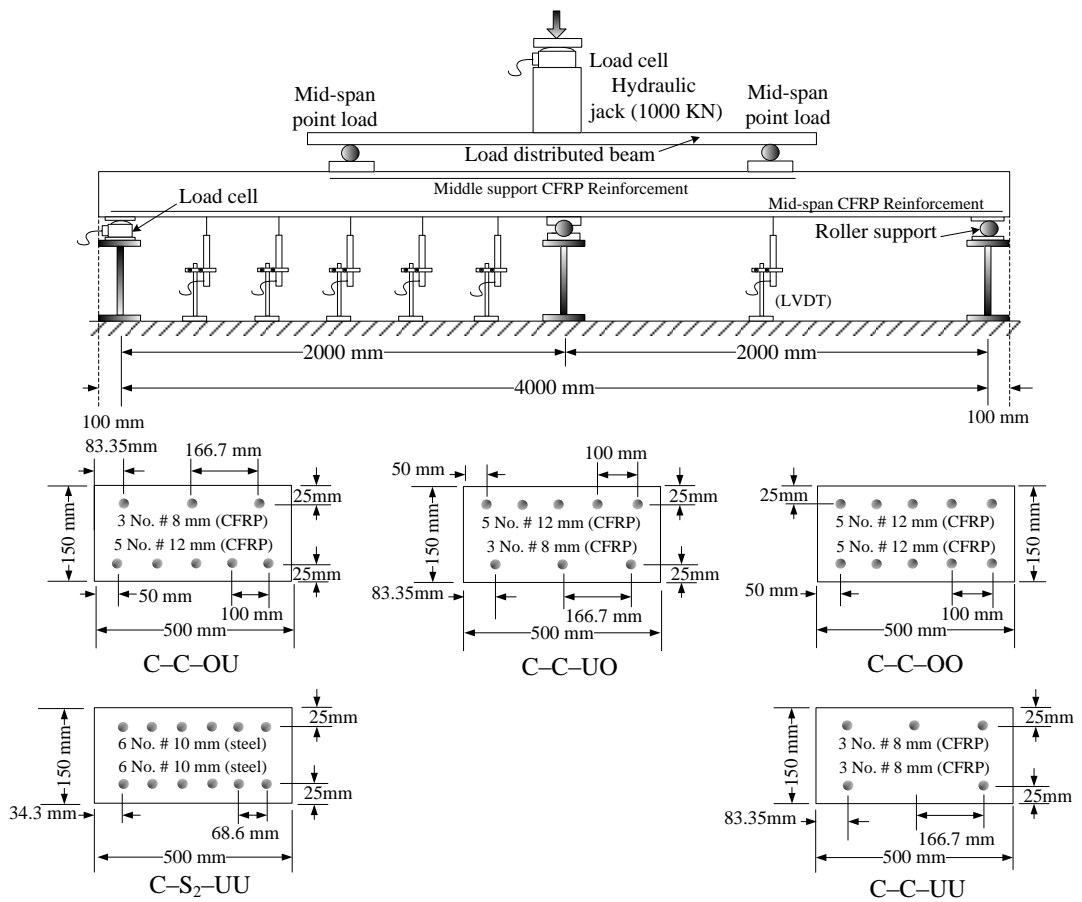 Load cell
Hydraulic
jack (1000 KN)
Mid-span
point load
Mid-span
point load
Load distributed beam
Middle support CFRP Reinforcement
Mid-span CFRP Reinforcement
Load cell
Roller support
(LVDT)
2000 mm
2000 mm
4000 mm
100 mm
100 mm
83.35mm
166.7 mm
25mm
150 mm
3 No. # 8 mm (CFRP)
5 No. # 12 mm (CFRP)
25mm
50 mm
100 mm
500 mm
C–C–OU
50 mm
100 mm
25mm
150 mm
5 No. # 12 mm (CFRP)
3 No. # 8 mm (CFRP)
25mm
83.35 mm
166.7 mm
500 mm
C–C–UO
25mm
150 mm
5 No. # 12 mm (CFRP)
5 No. # 12 mm (CFRP)
50 mm
100 mm
500 mm
C–C–OO
25mm
150 mm
6 No. # 10 mm (steel)
6 No. # 10 mm (steel)
25mm
34.3 mm
68.6 mm
500 mm
C–S₂–UU
25mm
150 mm
3 No. # 8 mm (CFRP)
3 No. # 8 mm (CFRP)
25mm
83.35 mm
166.7 mm
500 mm
C–C–UU